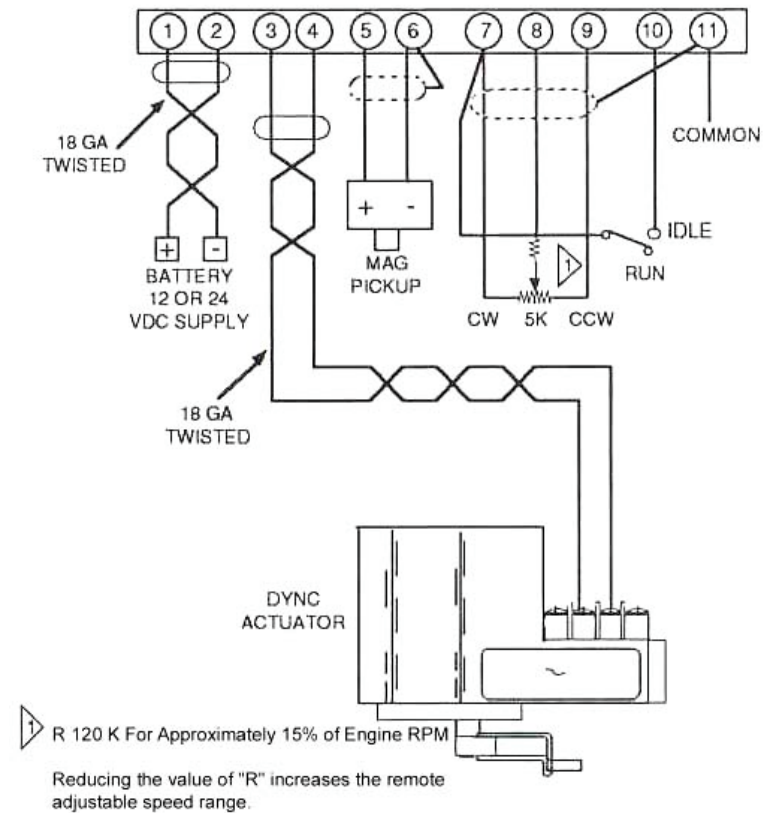 1 2 3 4 5 6 7 8 9 10 11
18 GA
TWISTED
COMMON
+ -
IDLE
RUN
1
+ -
BATTERY
12 OR 24
VDC SUPPLY
MAG
PICKUP
CW 5K CCW
18 GA
TWISTED
DYNC
ACTUATOR
1 R 120 K For Approximately 15% of Engine RPM
Reducing the value of "R" increases the remote
adjustable speed range.